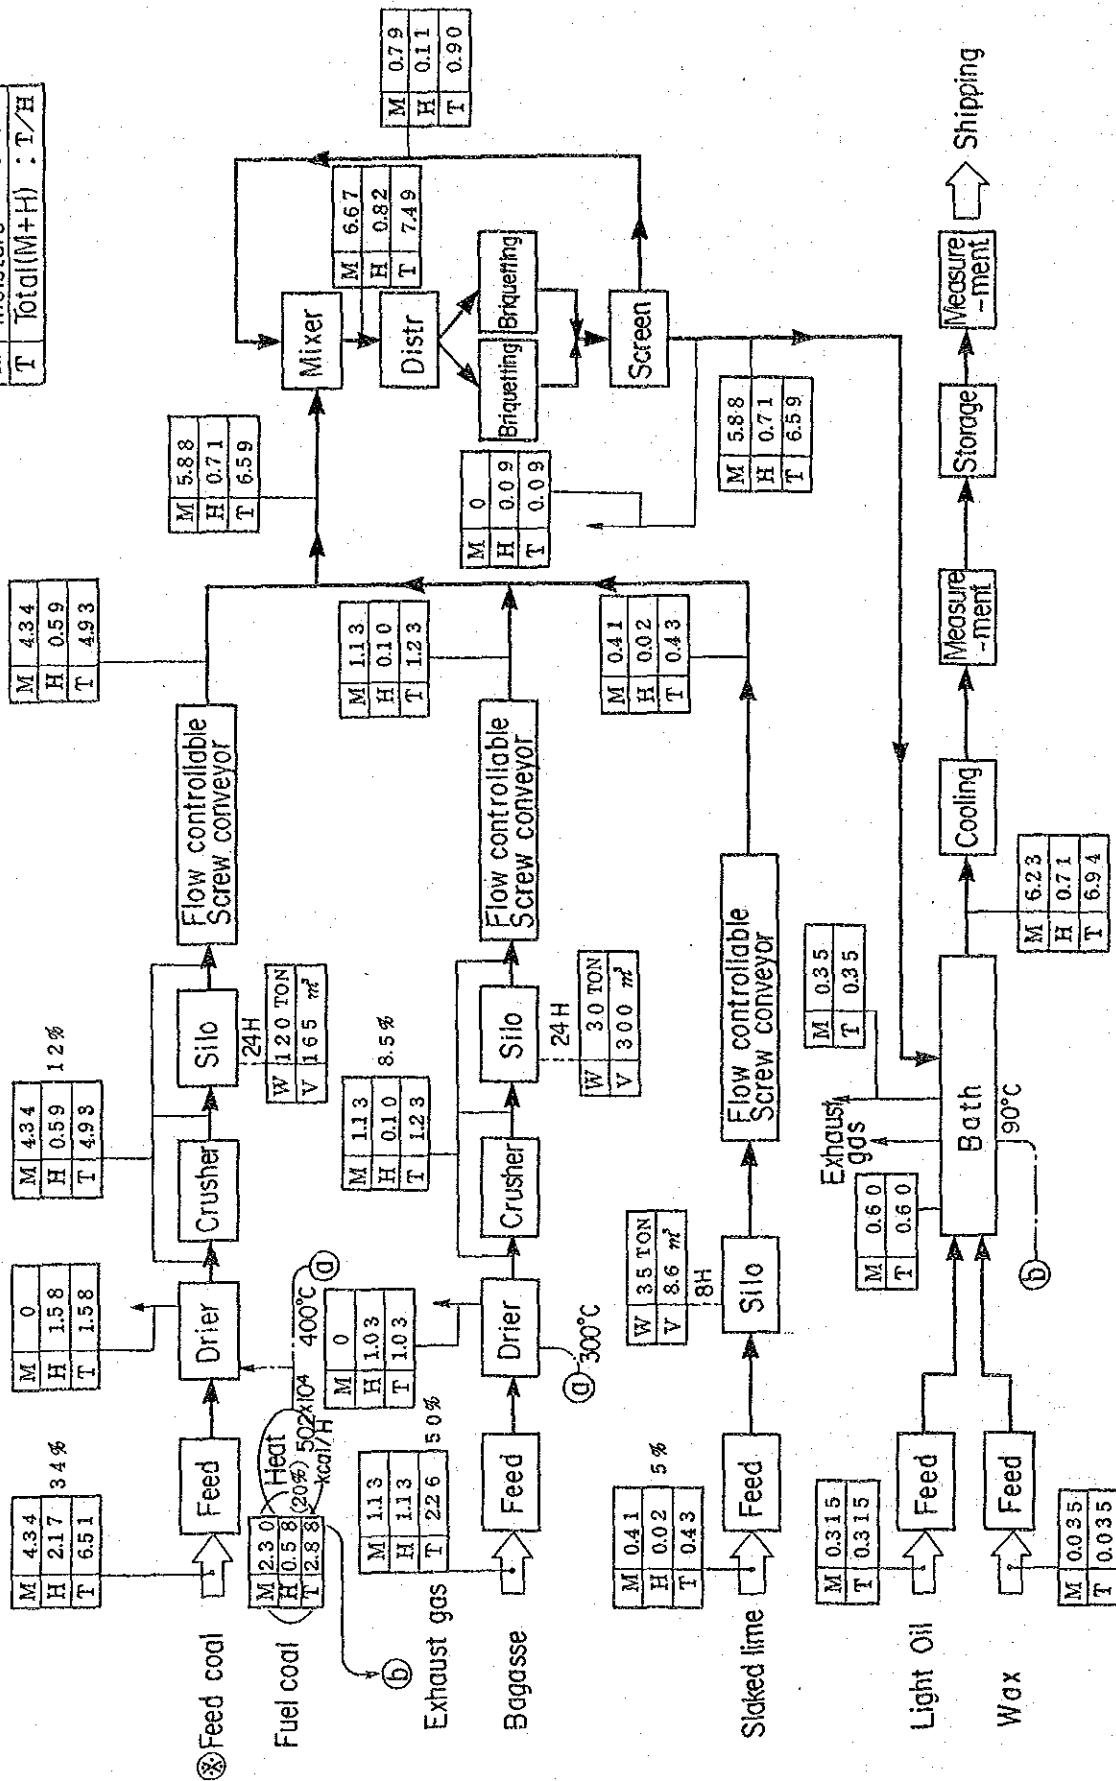 H Moisture
T Total(M+H) : T/H
※Feed coal
M 4.34
H 2.17 34%
T 6.51
Feed
M 0
H 1.58
T 1.58
Drier
Crusher
M 4.34
H 0.59 12%
T 4.93
Silo
24H
W 120 TON
V 165 m³
Flow controllable
Screw conveyor
M 4.34
H 0.59
T 4.93
Fuel coal
M 2.30
H 0.58 (20%)
T 2.88
Heat
502×10⁴
kcal/H
400°C
ⓐ
ⓑ
Exhaust gas
Bagasse
M 1.13
H 1.13
T 2.26 50%
Feed
M 0
H 1.03
T 1.03
Drier
ⓐ 300°C
Crusher
M 1.13
H 0.10 8.5%
T 1.23
Silo
24H
W 3.0 TON
V 300 m³
Flow controllable
Screw conveyor
M 1.13
H 0.10
T 1.23
Slaked lime
M 0.41
H 0.02 5%
T 0.43
Feed
Silo
W 35 TON
V 8.6 m³
8H
Flow controllable
Screw conveyor
M 0.41
H 0.02
T 0.43
M 5.88
H 0.71
T 6.59
Mixer
M 6.67
H 0.82
T 7.49
Distr
Briquetting
Briquetting
Screen
M 0.79
H 0.11
T 0.90
M 0
H 0.09
T 0.09
M 5.88
H 0.71
T 6.59
Light Oil
M 0.315
T 0.315
Feed
Wax
M 0.035
T 0.035
Feed
M 0.60
T 0.60
Exhaust
gas
M 0.35
T 0.35
Bath
90°C
ⓑ
M 6.23
H 0.71
T 6.94
Cooling
Measure
-ment
Storage
Measure
-ment
Shipping